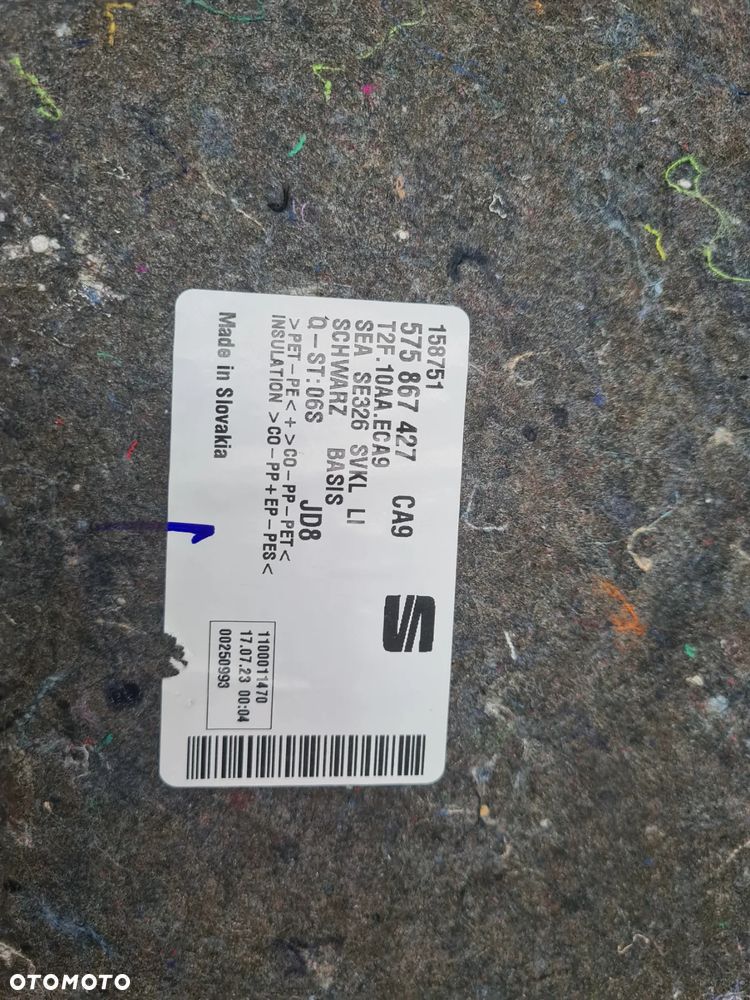 158751
575 867 427 CA9
T2F.10AA.ECA9
SEA SE326 SVKL LI
SCHWARZ BASIS
Q-ST:06S JD8
>PET-PE<+>CO-PP-PET<
INSULATION >CO-PP+EP-PES<
Made in Slovakia
1100011470
17.07.23 00:04
00250993
OTOMOTO